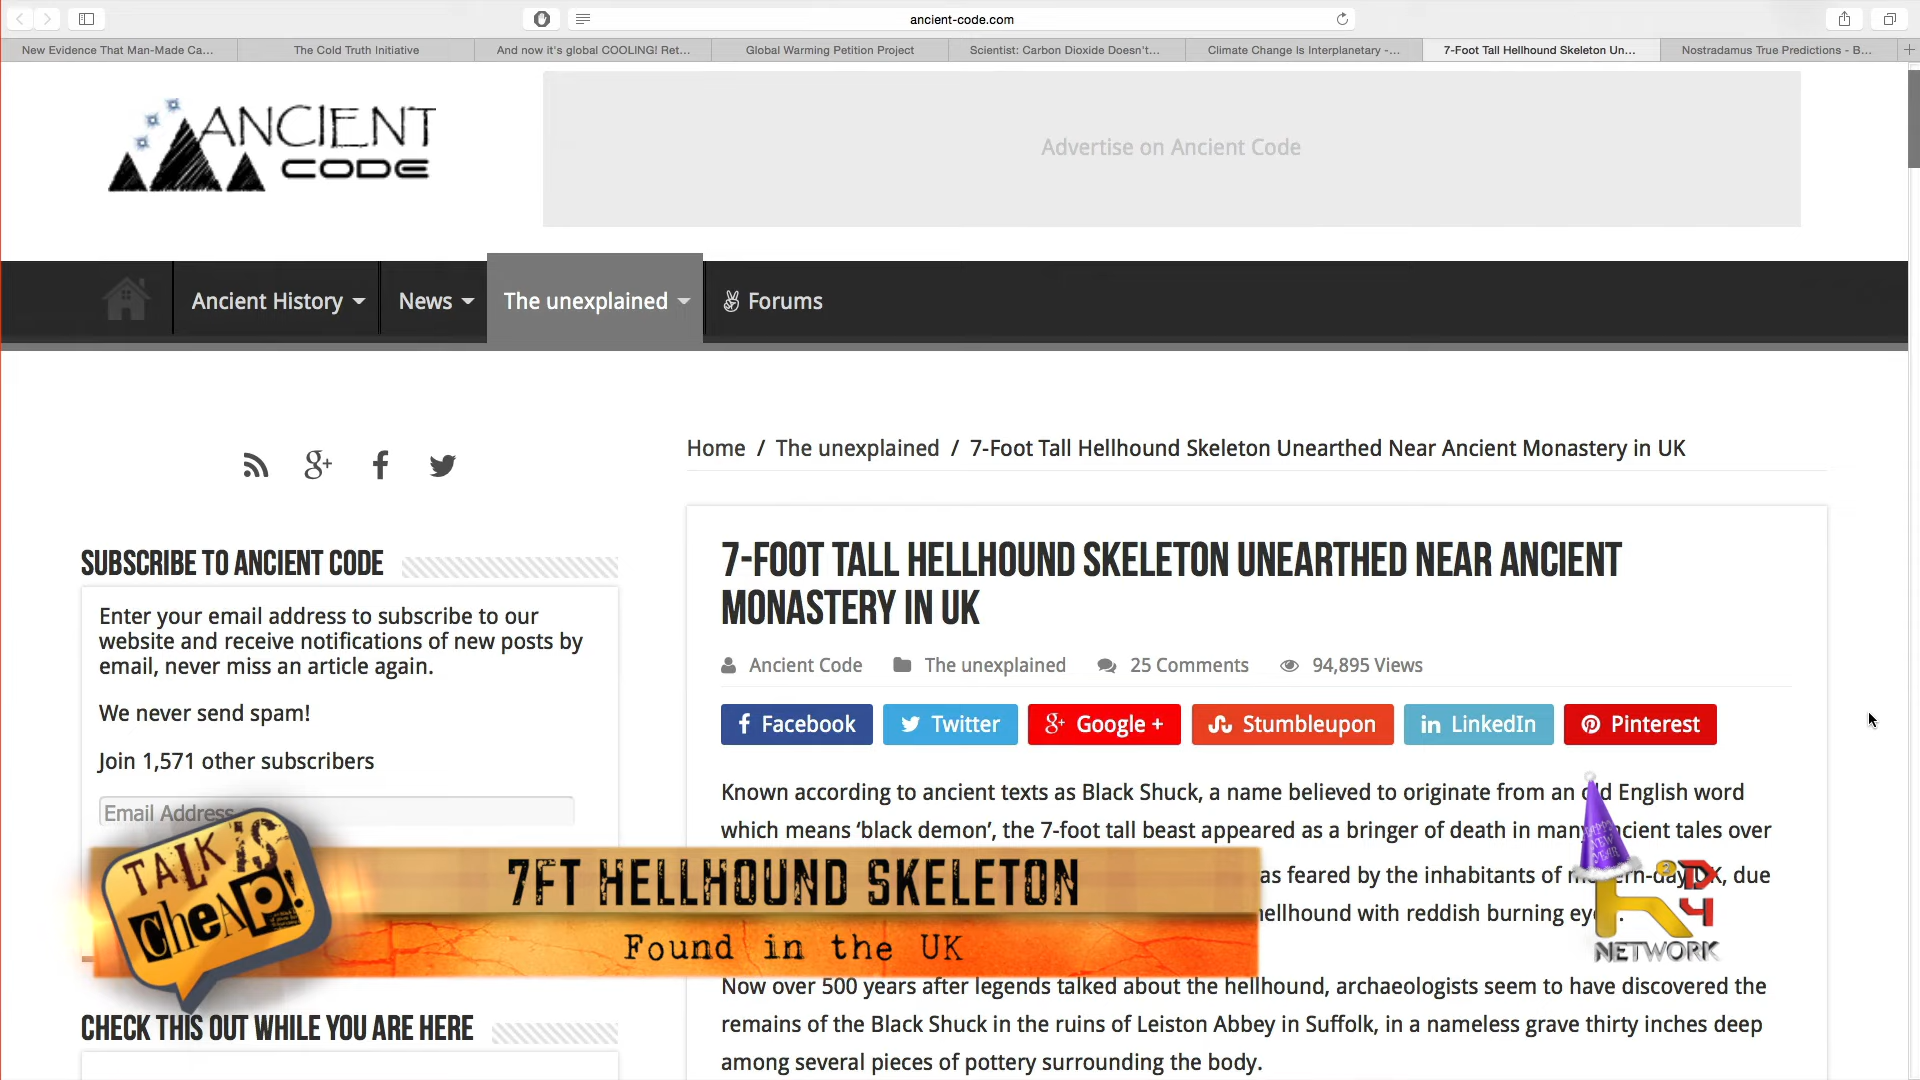 ancient-code.com
New Evidence That Man-Made Ca...
The Cold Truth Initiative
And now it's global COOLING! Ret...
Global Warming Petition Project
Scientist: Carbon Dioxide Doesn't...
Climate Change Is Interplanetary -...
7-Foot Tall Hellhound Skeleton Un...
Nostradamus True Predictions - B...
ANCIENT
CODE
Advertise on Ancient Code
Ancient History
News
The unexplained
Forums
Home / The unexplained / 7-Foot Tall Hellhound Skeleton Unearthed Near Ancient Monastery in UK
SUBSCRIBE TO ANCIENT CODE
Enter your email address to subscribe to our
website and receive notifications of new posts by
email, never miss an article again.
We never send spam!
Join 1,571 other subscribers
Email Address
CHECK THIS OUT WHILE YOU ARE HERE
7-FOOT TALL HELLHOUND SKELETON UNEARTHED NEAR ANCIENT
MONASTERY IN UK
Ancient Code
The unexplained
25 Comments
94,895 Views
Facebook
Twitter
Google +
Stumbleupon
LinkedIn
Pinterest
Known according to ancient texts as Black Shuck, a name believed to originate from an old English word
which means ‘black demon’, the 7-foot tall beast appeared as a bringer of death in many ancient tales over
as feared by the inhabitants of modern-day UK, due
hellhound with reddish burning
Now over 500 years after legends talked about the hellhound, archaeologists seem to have discovered the
remains of the Black Shuck in the ruins of Leiston Abbey in Suffolk, in a nameless grave thirty inches deep
among several pieces of pottery surrounding the body.
TALK IS
CHEAP!
7FT HELLHOUND SKELETON
Found in the UK
HAPPY
NEW
YEAR
NETWORK